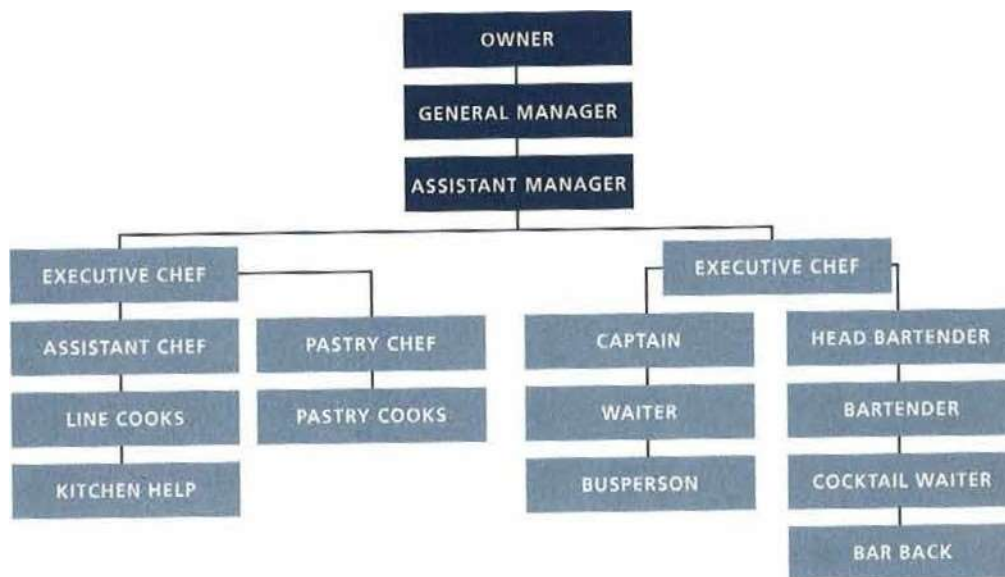 OWNER
GENERAL MANAGER
ASSISTANT MANAGER
EXECUTIVE CHEF
EXECUTIVE CHEF
ASSISTANT CHEF
PASTRY CHEF
CAPTAIN
HEAD BARTENDER
LINE COOKS
PASTRY COOKS
WAITER
BARTENDER
KITCHEN HELP
BUSPERSON
COCKTAIL WAITER
BAR BACK